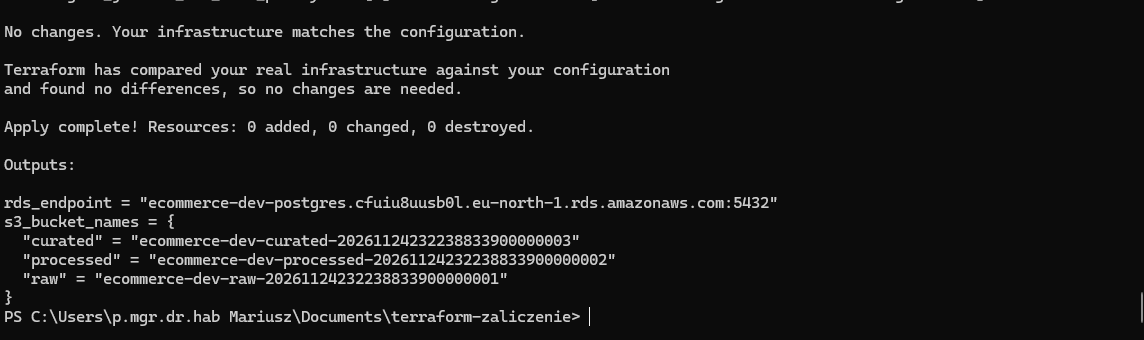 No changes. Your infrastructure matches the configuration.
Terraform has compared your real infrastructure against your configuration
and found no differences, so no changes are needed.
Apply complete! Resources: 0 added, 0 changed, 0 destroyed.
Outputs:
rds_endpoint = "ecommerce-dev-postgres.cfuiu8uusb0l.eu-north-1.rds.amazonaws.com:5432"
s3_bucket_names = {
"curated" = "ecommerce-dev-curated-20261124232238833900000003"
"processed" = "ecommerce-dev-processed-20261124232238833900000002"
"raw" = "ecommerce-dev-raw-20261124232238833900000001"
}
PS C:\Users\p.mgr.dr.hab Mariusz\Documents\terraform-zaliczenie>